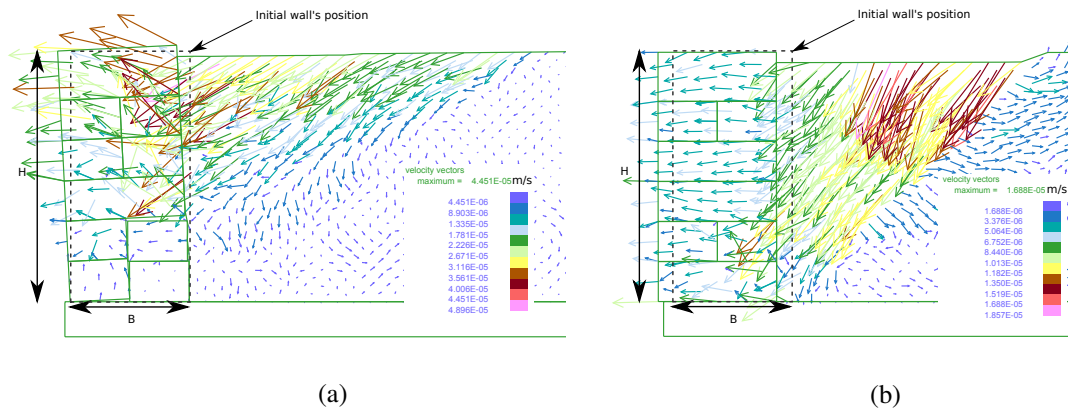 Initial wall's position
H
B
velocity vectors
maximum = 4.451E-05 m/s
4.451E-06
8.903E-06
1.335E-05
1.781E-05
2.226E-05
2.671E-05
3.116E-05
3.561E-05
4.006E-05
4.451E-05
4.896E-05
(a)
Initial wall's position
H
B
velocity vectors
maximum = 1.688E-05 m/s
1.688E-06
3.376E-06
5.064E-06
6.752E-06
8.440E-06
1.013E-05
1.182E-05
1.350E-05
1.519E-05
1.688E-05
1.857E-05
(b)